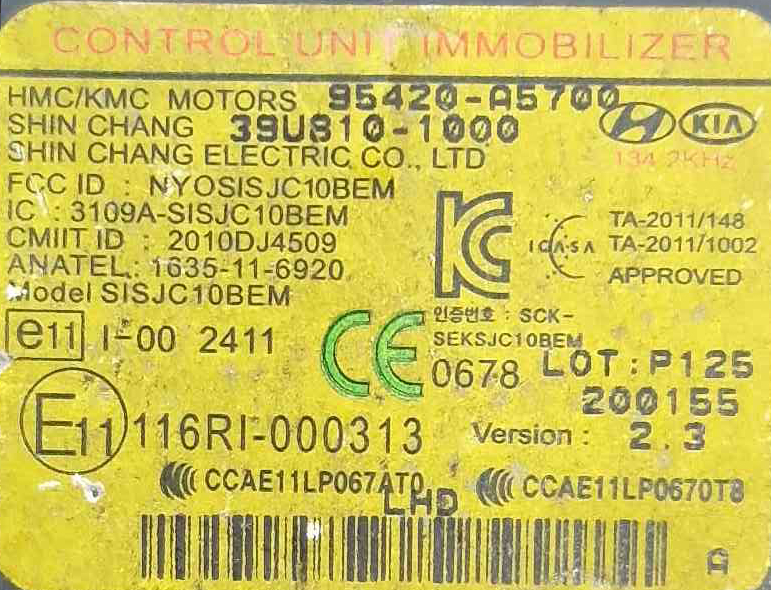 CONTROL UNIT IMMOBILIZER
HMC/KMC MOTORS 95420-A5700
SHIN CHANG 39U810-1000
KIA
SHIN CHANG ELECTRIC CO., LTD
134.2KHz
FCC ID : NYOSISJC10BEM
IC : 3109A-SISJC10BEM
CMIIT ID : 2010DJ4509
ANATEL : 1635-11-6920
Model SISJC10BEM
ICASA
TA-2011/148
TA-2011/1002
APPROVED
인증번호 : SCK-
SEKSJC10BEM
e11 I-00 2411
CE 0678
LOT:P125
200155
E11 116RI-000313
Version : 2.3
CCAE11LP067AT0 CCAE11LP0670T8
LHD
A